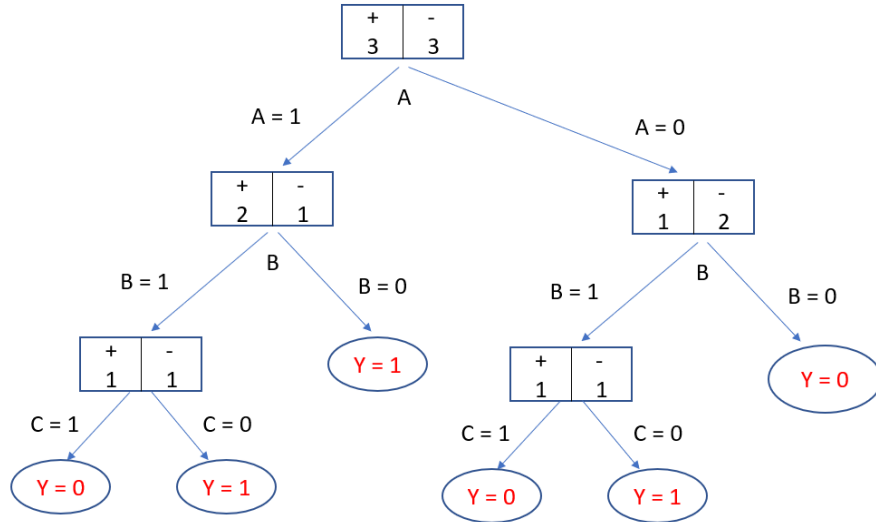 + -
3 3
A
A = 1
A = 0
+ -
2 1
+ -
1 2
B
B
B = 1
B = 0
B = 1
B = 0
+ -
1 1
Y = 1
+ -
1 1
Y = 0
C = 1
C = 0
C = 1
C = 0
Y = 0
Y = 1
Y = 0
Y = 1